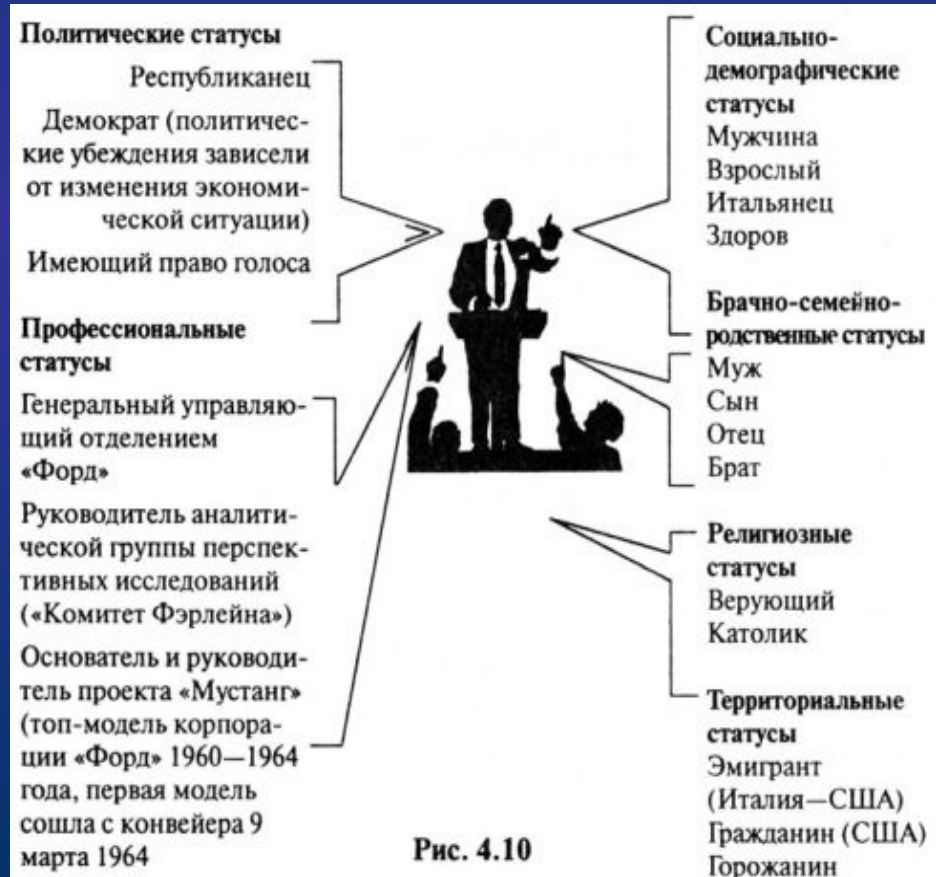 Политические статусы
Республиканец
Демократ (политичес-
кие убеждения зависели
от изменения экономи-
ческой ситуации)
Имеющий право голоса
Профессиональные
статусы
Генеральный управляю-
щий отделением
«Форд»
Руководитель аналити-
ческой группы перспек-
тивных исследований
(«Комитет Фэрлейна»)
Основатель и руководи-
тель проекта «Мустанг»
(топ-модель корпора-
ции «Форд» 1960—1964
года, первая модель
сошла с конвейера 9
марта 1964
Социально-
демографические
статусы
Мужчина
Взрослый
Итальянец
Здоров
Брачно-семейно-
родственные статусы
Муж
Сын
Отец
Брат
Религиозные
статусы
Верующий
Католик
Территориальные
статусы
Эмигрант
(Италия—США)
Гражданин (США)
Горожанин
Рис. 4.10